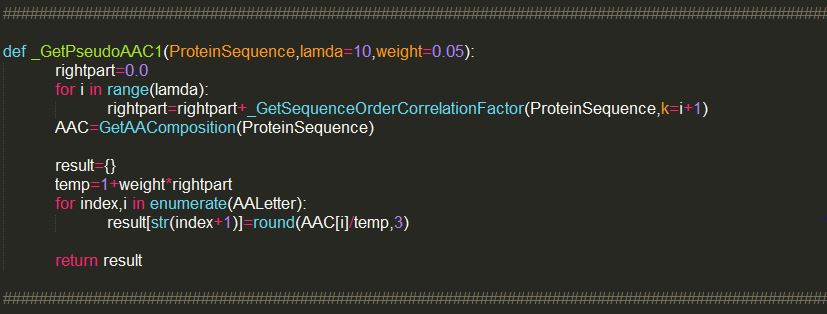 ################################################################################
def _GetPseudoAAC1(ProteinSequence,lamda=10,weight=0.05):
	rightpart=0.0
	for i in range(lamda):
		rightpart=rightpart+_GetSequenceOrderCorrelationFactor(ProteinSequence,k=i+1)
	AAC=GetAAComposition(ProteinSequence)
	result={}
	temp=1+weight*rightpart
	for index,i in enumerate(AALetter):
		result[str(index+1)]=round(AAC[i]/temp,3)
	return result
################################################################################